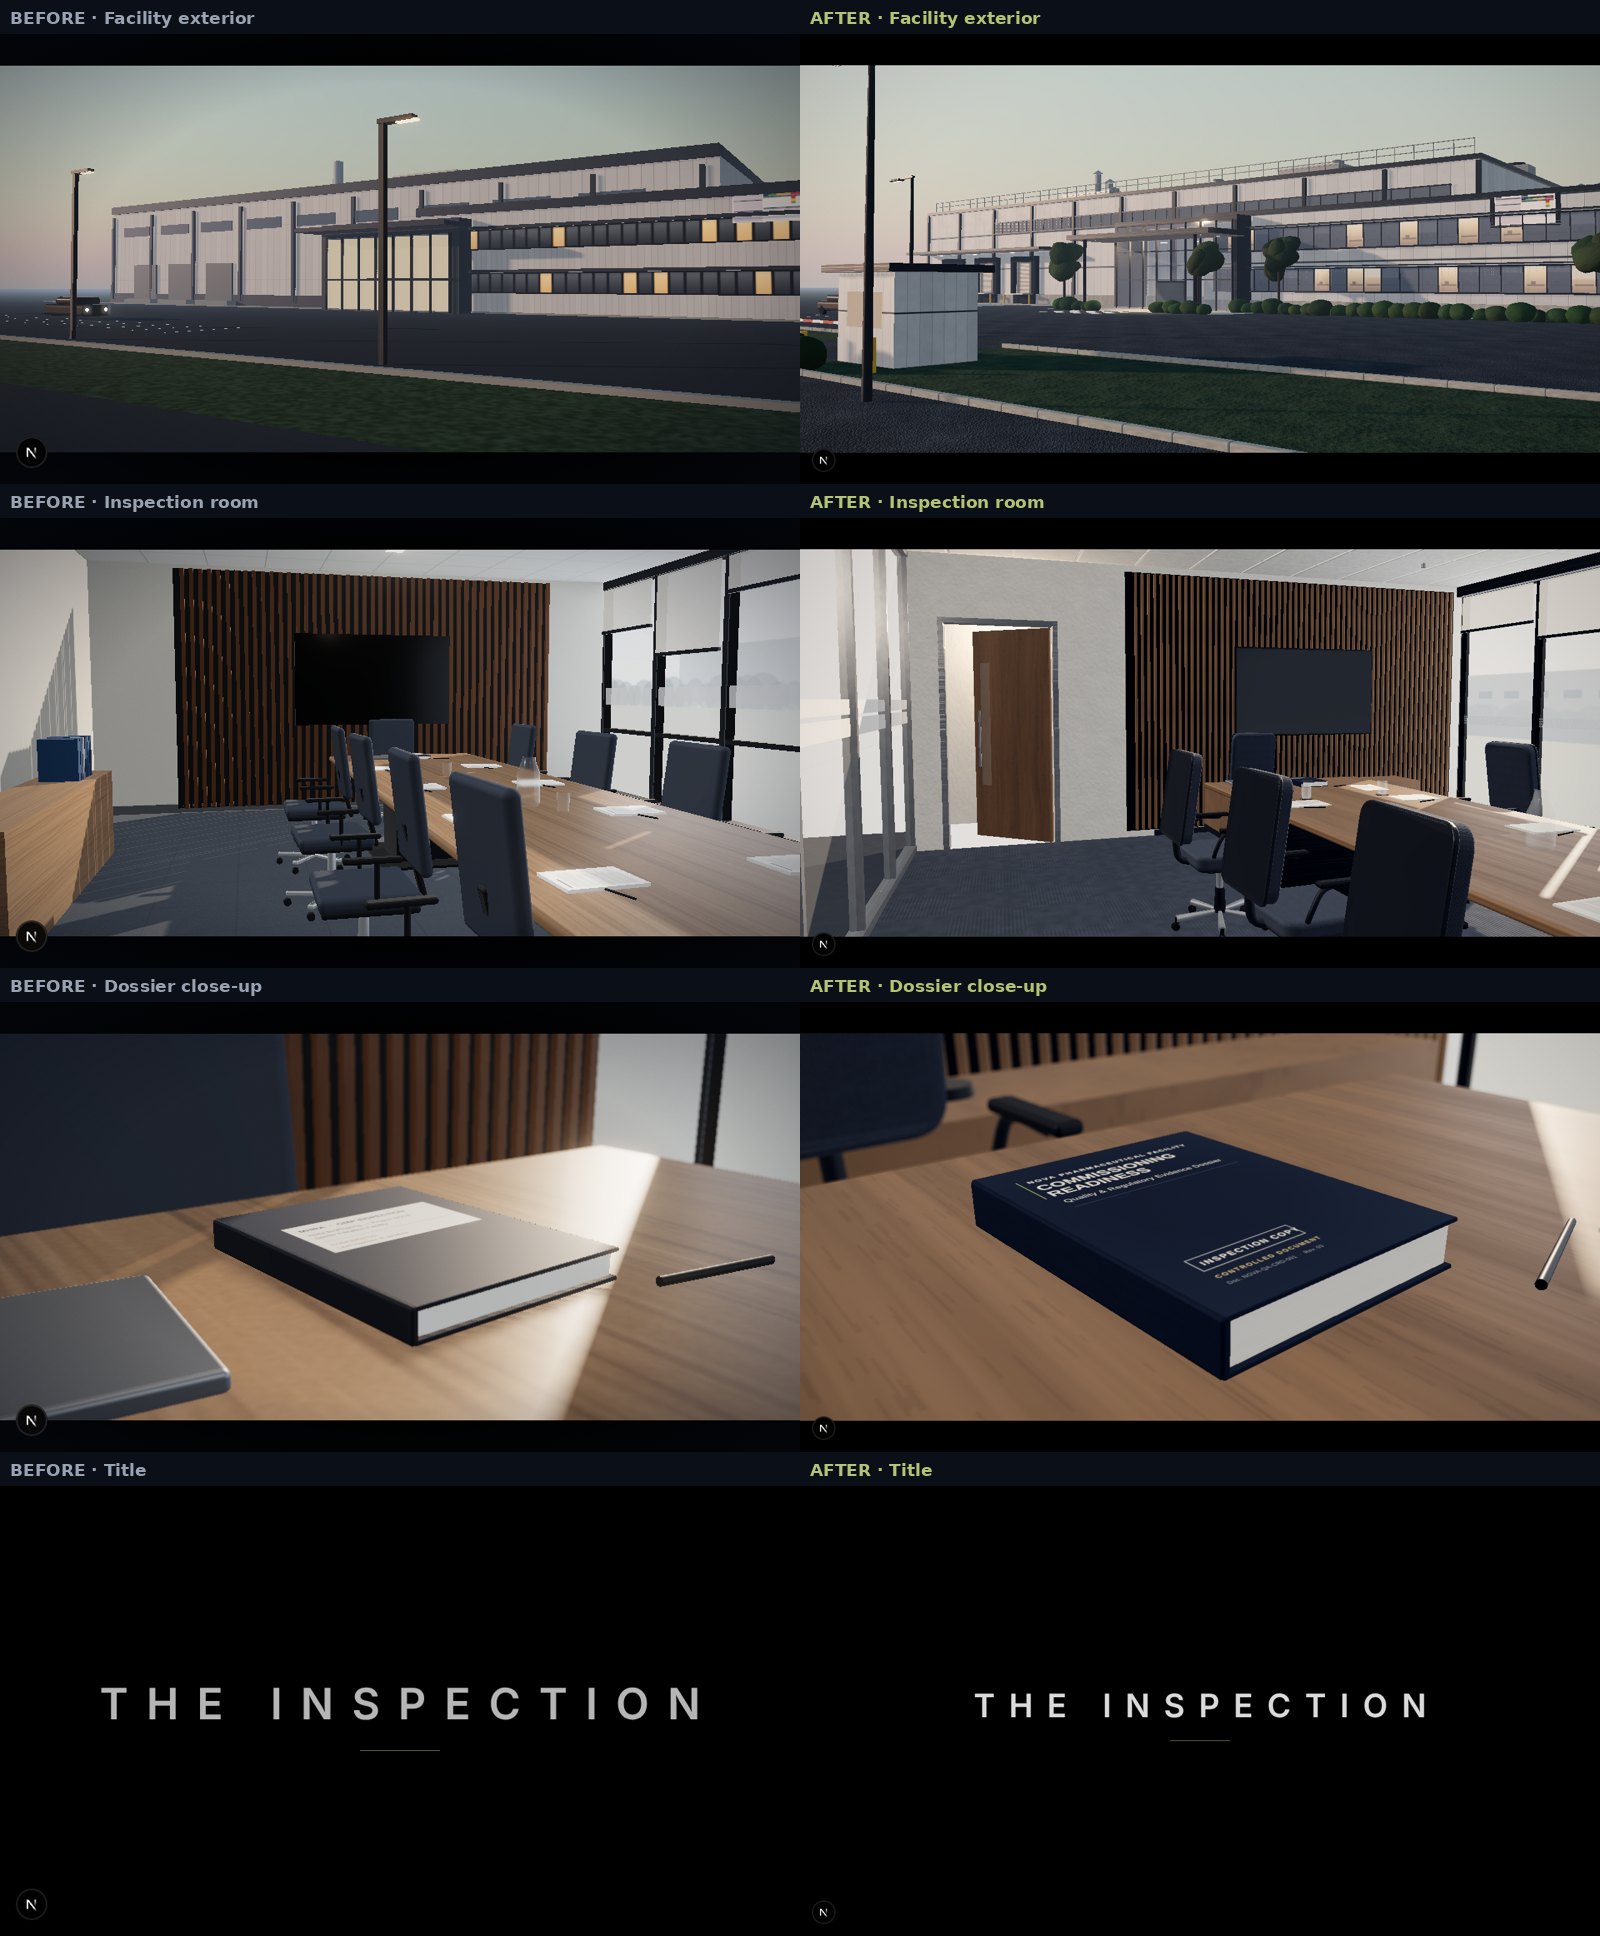 BEFORE · Facility exterior
AFTER · Facility exterior
N
N
BEFORE · Inspection room
AFTER · Inspection room
N
N
BEFORE · Dossier close-up
AFTER · Dossier close-up
NOVA PHARMACEUTICAL FACILITY
COMMISSIONING
READINESS
Quality & Regulatory Evidence Dossier
INSPECTION COPY
CONTROLLED DOCUMENT
N
N
BEFORE · Title
AFTER · Title
THE INSPECTION
THE INSPECTION
N
N